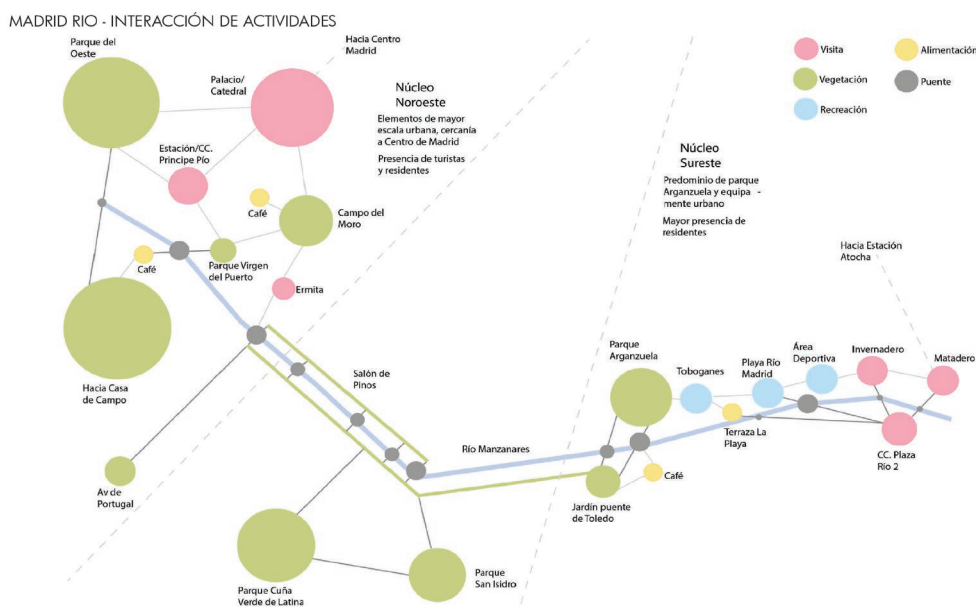 MADRID RIO - INTERACCIÓN DE ACTIVIDADES
Parque del
Oeste
Palacio/
Catedral
Hacia Centro
Madrid
Visita
Alimentación
Vegetación
Puente
Recreación
Núcleo
Noroeste
Elementos de mayor
escala urbana, cercanía
a Centro de Madrid
Presencia de turistas
y residentes
Estación/CC.
Principe Pío
Café
Campo del
Moro
Café
Parque Virgen
del Puerto
Ermita
Hacia Casa
de Campo
Núcleo
Sureste
Predominio de parque
Arganzuela y equipa -
mente urbano
Mayor presencia de
residentes
Hacia Estación
Atocha
Salón de
Pinos
Parque
Arganzuela
Toboganes
Playa Río
Madrid
Área
Deportiva
Invernadero
Matadero
Terraza La
Playa
CC. Plaza
Río 2
Río Manzanares
Café
Jardín puente
de Toledo
Av de
Portugal
Parque Cuña
Verde de Latina
Parque
San Isidro